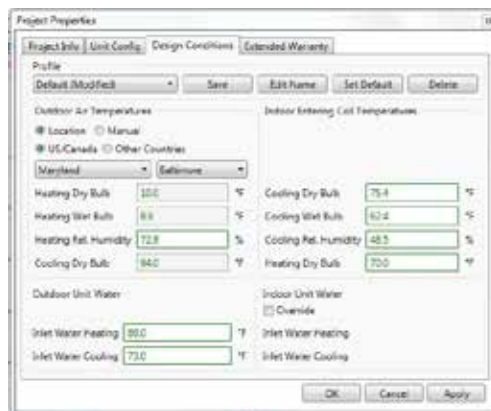 Project Properties
Project Info Unit Config. Design Conditions Extended Warranty
Profile
Default (Modified) Save Edit Name Set Default Delete
Outdoor Air Temperatures Indoor Entering Coil Temperatures
Location Manual
US/Canada Other Countries
Maryland Baltimore
Heating Dry Bulb 10.0 °F Cooling Dry Bulb 75.4 °F
Heating Wet Bulb °F Cooling Wet Bulb 62.4 °F
Heating Rel. Humidity 72.8 % Cooling Rel. Humidity 48.5 %
Cooling Dry Bulb 94.0 °F Heating Dry Bulb 70.0 °F
Outdoor Unit Water Indoor Unit Water
Override
Inlet Water Heating °F Inlet Water Heating
Inlet Water Cooling 73.0 °F Inlet Water Cooling
OK Cancel Apply